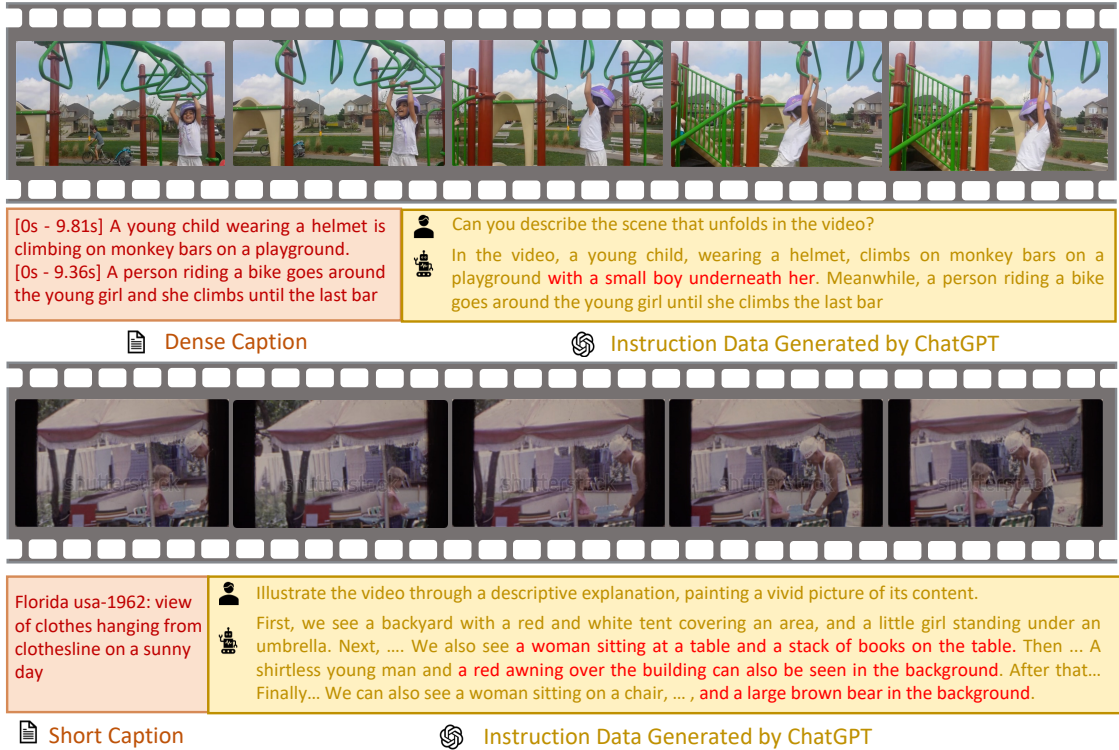 [0s - 9.81s] A young child wearing a helmet is
climbing on monkey bars on a playground.
[0s - 9.36s] A person riding a bike goes around
the young girl and she climbs until the last bar
Can you describe the scene that unfolds in the video?
In the video, a young child, wearing a helmet, climbs on monkey bars on a
playground with a small boy underneath her. Meanwhile, a person riding a bike
goes around the young girl until she climbs the last bar
Dense Caption
Instruction Data Generated by ChatGPT
shutterstock
shutterstock
shutterstock
shutterstock
shutterstock
Florida usa-1962: view
of clothes hanging from
clothesline on a sunny
day
Illustrate the video through a descriptive explanation, painting a vivid picture of its content.
First, we see a backyard with a red and white tent covering an area, and a little girl standing under an
umbrella. Next, .... We also see a woman sitting at a table and a stack of books on the table. Then ... A
shirtless young man and a red awning over the building can also be seen in the background. After that...
Finally... We can also see a woman sitting on a chair, ... , and a large brown bear in the background.
Short Caption
Instruction Data Generated by ChatGPT